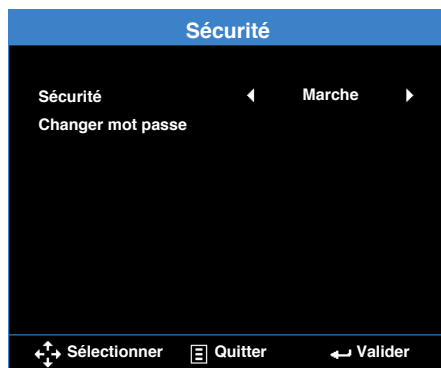 Sécurité
Sécurité Marche
Changer mot passe
Sélectionner Quitter Valider